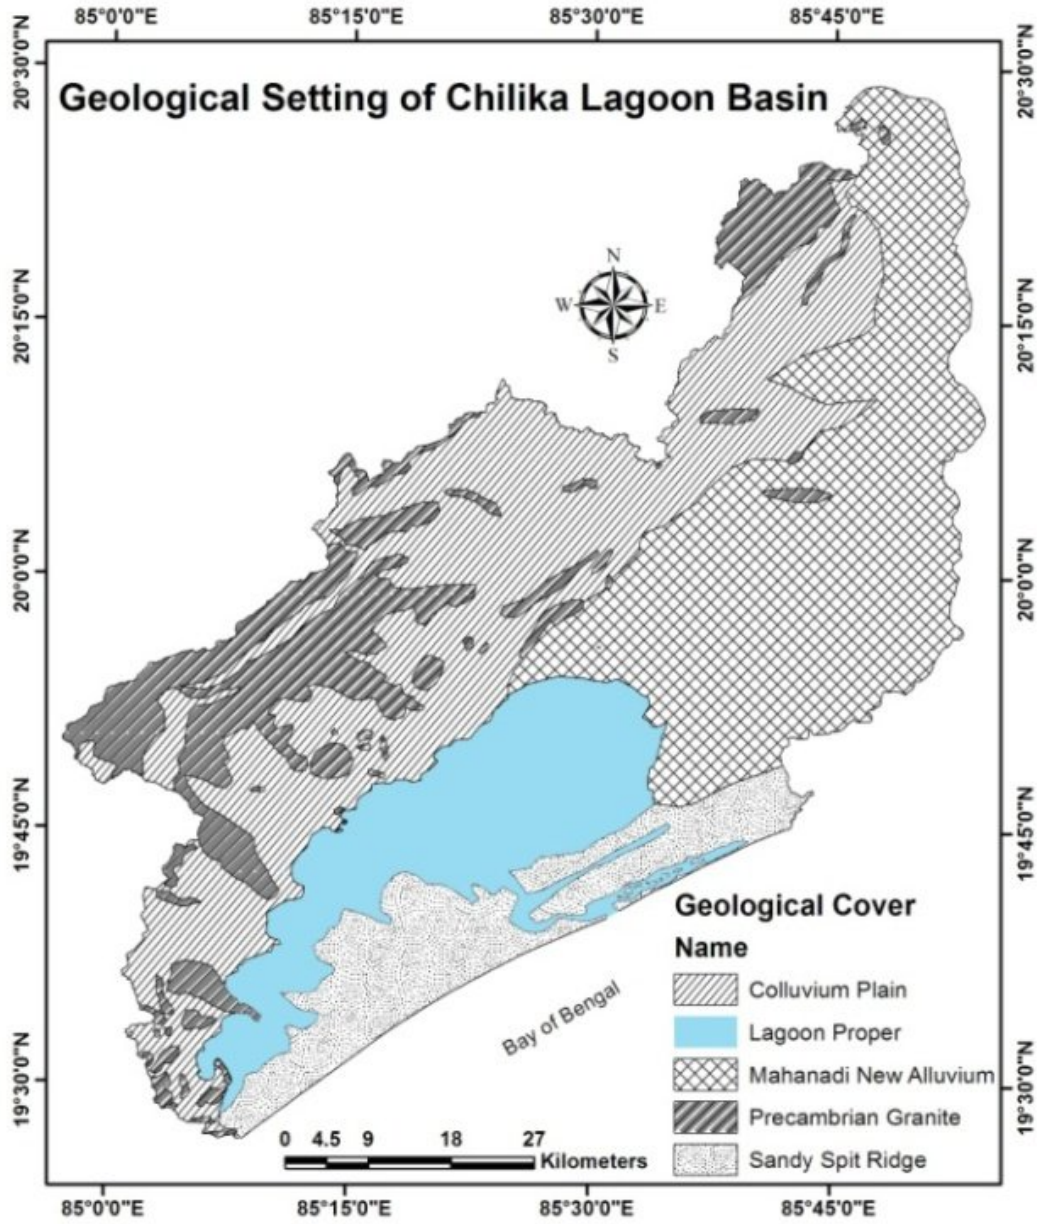 85°0'0"E 85°15'0"E 85°30'0"E 85°45'0"E
20°30'0"N
20°30'0"N
Geological Setting of Chilika Lagoon Basin
N
W E
S
20°15'0"N
20°15'0"N
20°0'0"N
20°0'0"N
19°45'0"N
19°45'0"N
Geological Cover
Name
Colluvium Plain
Lagoon Proper
Mahanadi New Alluvium
Precambrian Granite
Sandy Spit Ridge
Bay of Bengal
19°30'0"N
19°30'0"N
0 4.5 9 18 27
Kilometers
85°0'0"E 85°15'0"E 85°30'0"E 85°45'0"E